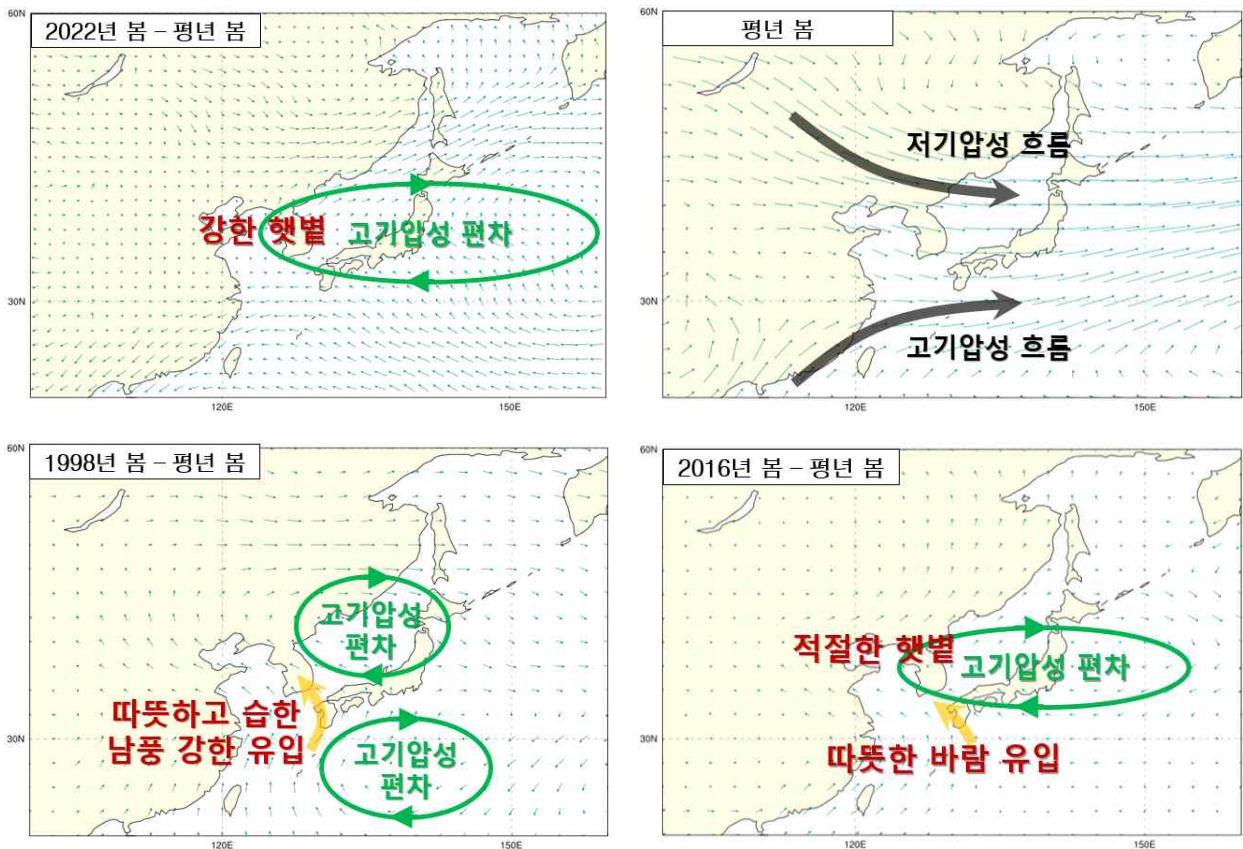 2022년 봄 – 평년 봄
60N
강한 햇볕
고기압성 편차
30N
120E
150E
평년 봄
60N
저기압성 흐름
30N
고기압성 흐름
120E
150E
1998년 봄 – 평년 봄
60N
고기압성
편차
따뜻하고 습한
남풍 강한 유입
30N
고기압성
편차
120E
150E
2016년 봄 – 평년 봄
60N
적절한 햇볕
고기압성 편차
30N
따뜻한 바람 유입
120E
150E